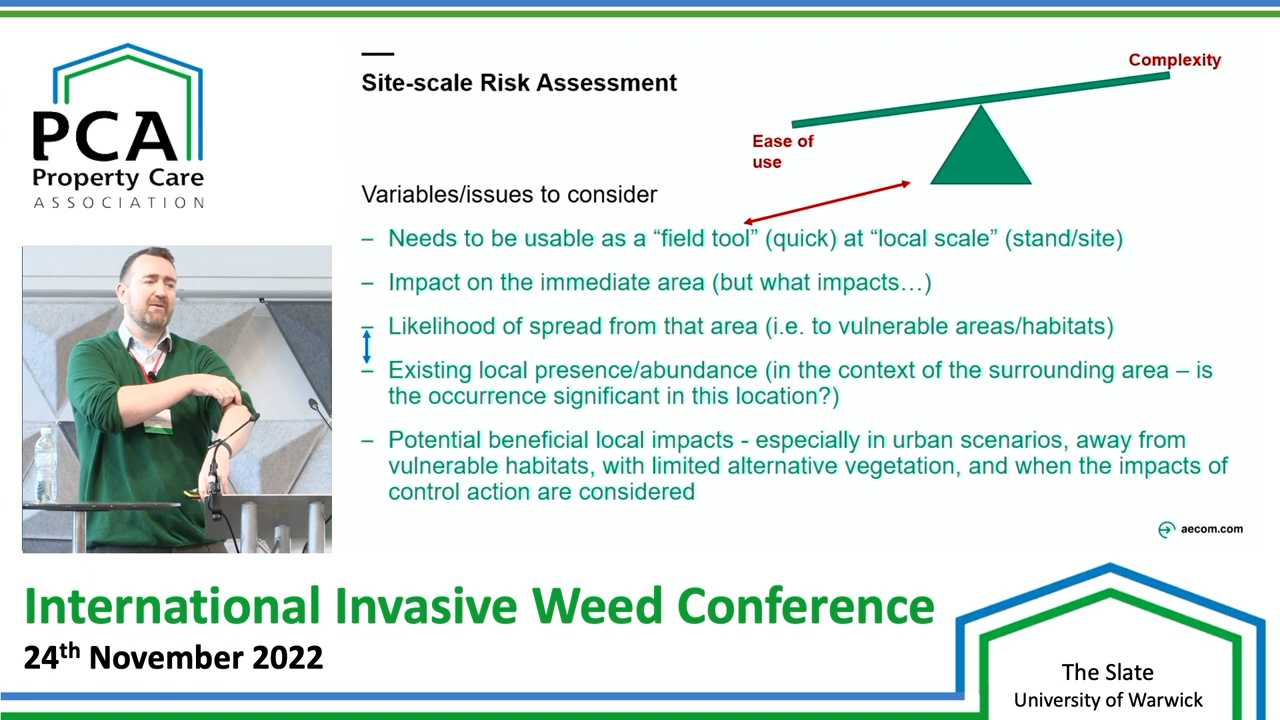 PCA
Property Care
ASSOCIATION
Site-scale Risk Assessment
Complexity
Ease of
use
Variables/issues to consider
– Needs to be usable as a “field tool” (quick) at “local scale” (stand/site)
– Impact on the immediate area (but what impacts…)
– Likelihood of spread from that area (i.e. to vulnerable areas/habitats)
– Existing local presence/abundance (in the context of the surrounding area – is
the occurrence significant in this location?)
– Potential beneficial local impacts - especially in urban scenarios, away from
vulnerable habitats, with limited alternative vegetation, and when the impacts of
control action are considered
aecom.com
International Invasive Weed Conference
24th November 2022
The Slate
University of Warwick